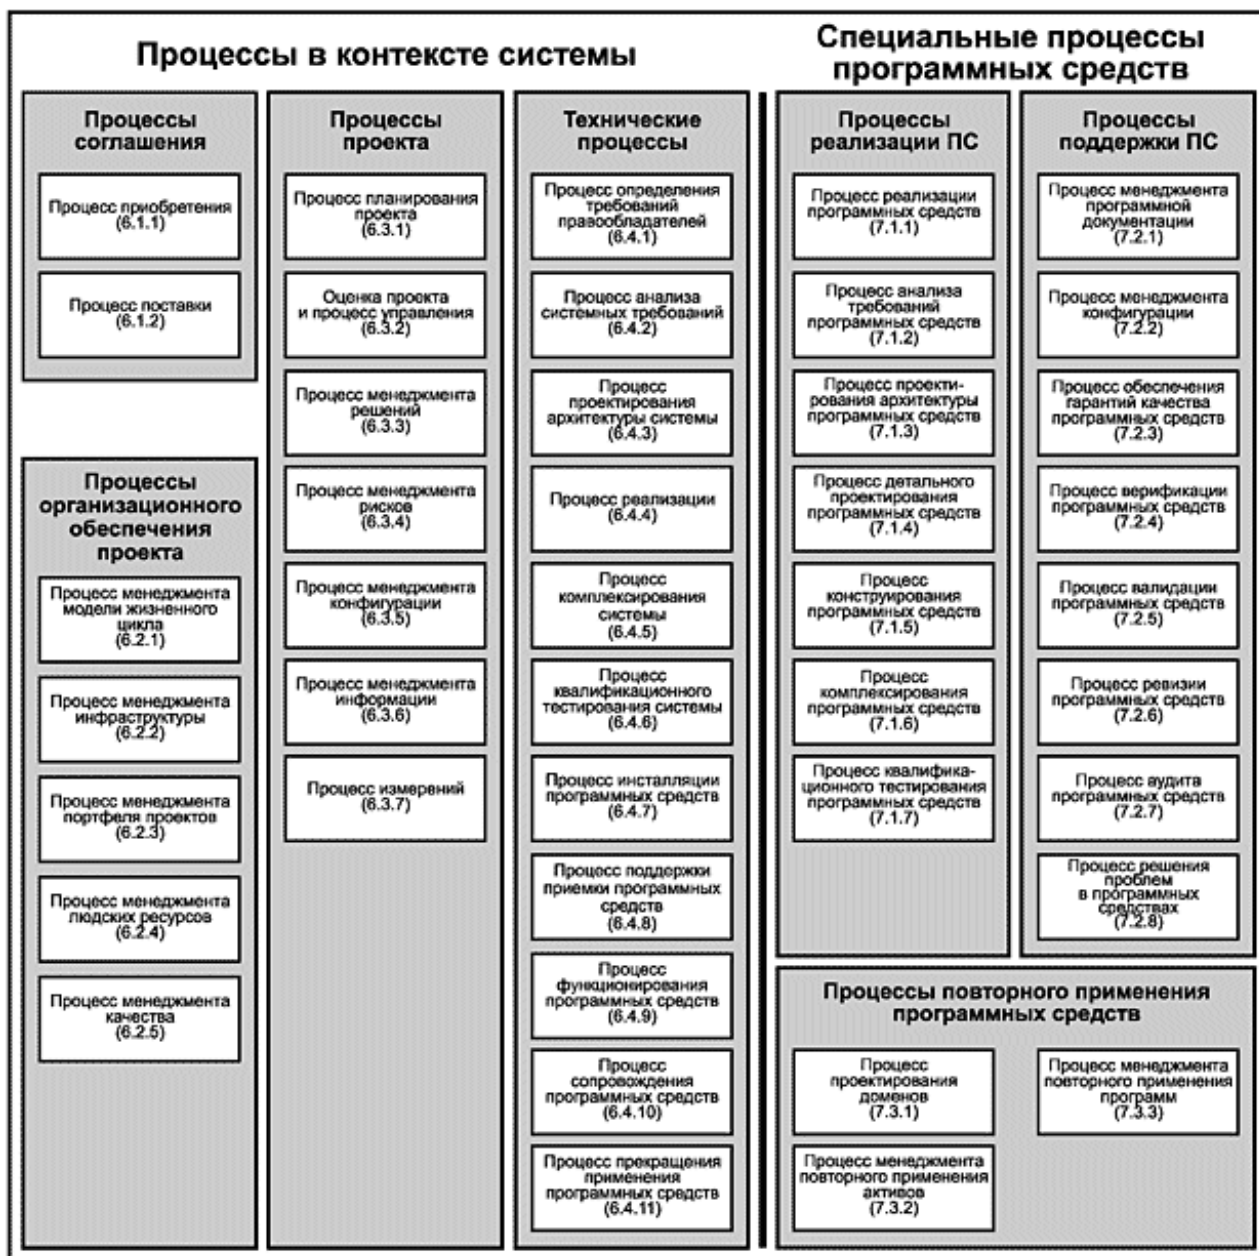 Процессы в контексте системы
Специальные процессы
программных средств
Процессы
соглашения
Процесс приобретения
(6.1.1)
Процесс поставки
(6.1.2)
Процессы
организационного
обеспечения
проекта
Процесс менеджмента
модели жизненного
цикла
(6.2.1)
Процесс менеджмента
инфраструктуры
(6.2.2)
Процесс менеджмента
портфеля проектов
(6.2.3)
Процесс менеджмента
людских ресурсов
(6.2.4)
Процесс менеджмента
качества
(6.2.5)
Процессы
проекта
Процесс планирования
проекта
(6.3.1)
Оценка проекта
и процесс управления
(6.3.2)
Процесс менеджмента
решений
(6.3.3)
Процесс менеджмента
рисков
(6.3.4)
Процесс менеджмента
конфигурации
(6.3.5)
Процесс менеджмента
информации
(6.3.6)
Процесс измерений
(6.3.7)
Технические
процессы
Процесс определения
требований
правообладателей
(6.4.1)
Процесс анализа
системных требований
(6.4.2)
Процесс
проектирования
архитектуры системы
(6.4.3)
Процесс реализации
(6.4.4)
Процесс
комплексирования
системы
(6.4.5)
Процесс
квалификационного
тестирования системы
(6.4.6)
Процесс инсталляции
программных средств
(6.4.7)
Процесс поддержки
приемки программных
средств
(6.4.8)
Процесс
функционирования
программных средств
(6.4.9)
Процесс
сопровождения
программных средств
(6.4.10)
Процесс прекращения
применения
программных средств
(6.4.11)
Процессы
реализации ПС
Процесс реализации
программных средств
(7.1.1)
Процесс анализа
требований
программных средств
(7.1.2)
Процесс проекти-
рования архитектуры
программных средств
(7.1.3)
Процесс детального
проектирования
программных средств
(7.1.4)
Процесс
конструирования
программных средств
(7.1.5)
Процесс
комплексирования
программных средств
(7.1.6)
Процесс квалифика-
ционного тестирования
программных средств
(7.1.7)
Процессы
поддержки ПС
Процесс менеджмента
программной
документации
(7.2.1)
Процесс менеджмента
конфигурации
(7.2.2)
Процесс обеспечения
гарантий качества
программных средств
(7.2.3)
Процесс верификации
программных средств
(7.2.4)
Процесс валидации
программных средств
(7.2.5)
Процесс ревизии
программных средств
(7.2.6)
Процесс аудита
программных средств
(7.2.7)
Процесс решения
проблем
в программных
средствах
(7.2.8)
Процессы повторного применения
программных средств
Процесс
проектирования
доменов
(7.3.1)
Процесс менеджмента
повторного применения
активов
(7.3.2)
Процесс менеджмента
повторного применения
программ
(7.3.3)